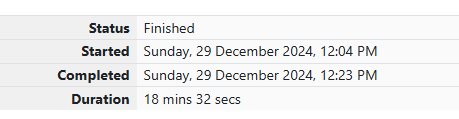 Status Finished
Started Sunday, 29 December 2024, 12:04 PM
Completed Sunday, 29 December 2024, 12:23 PM
Duration 18 mins 32 secs